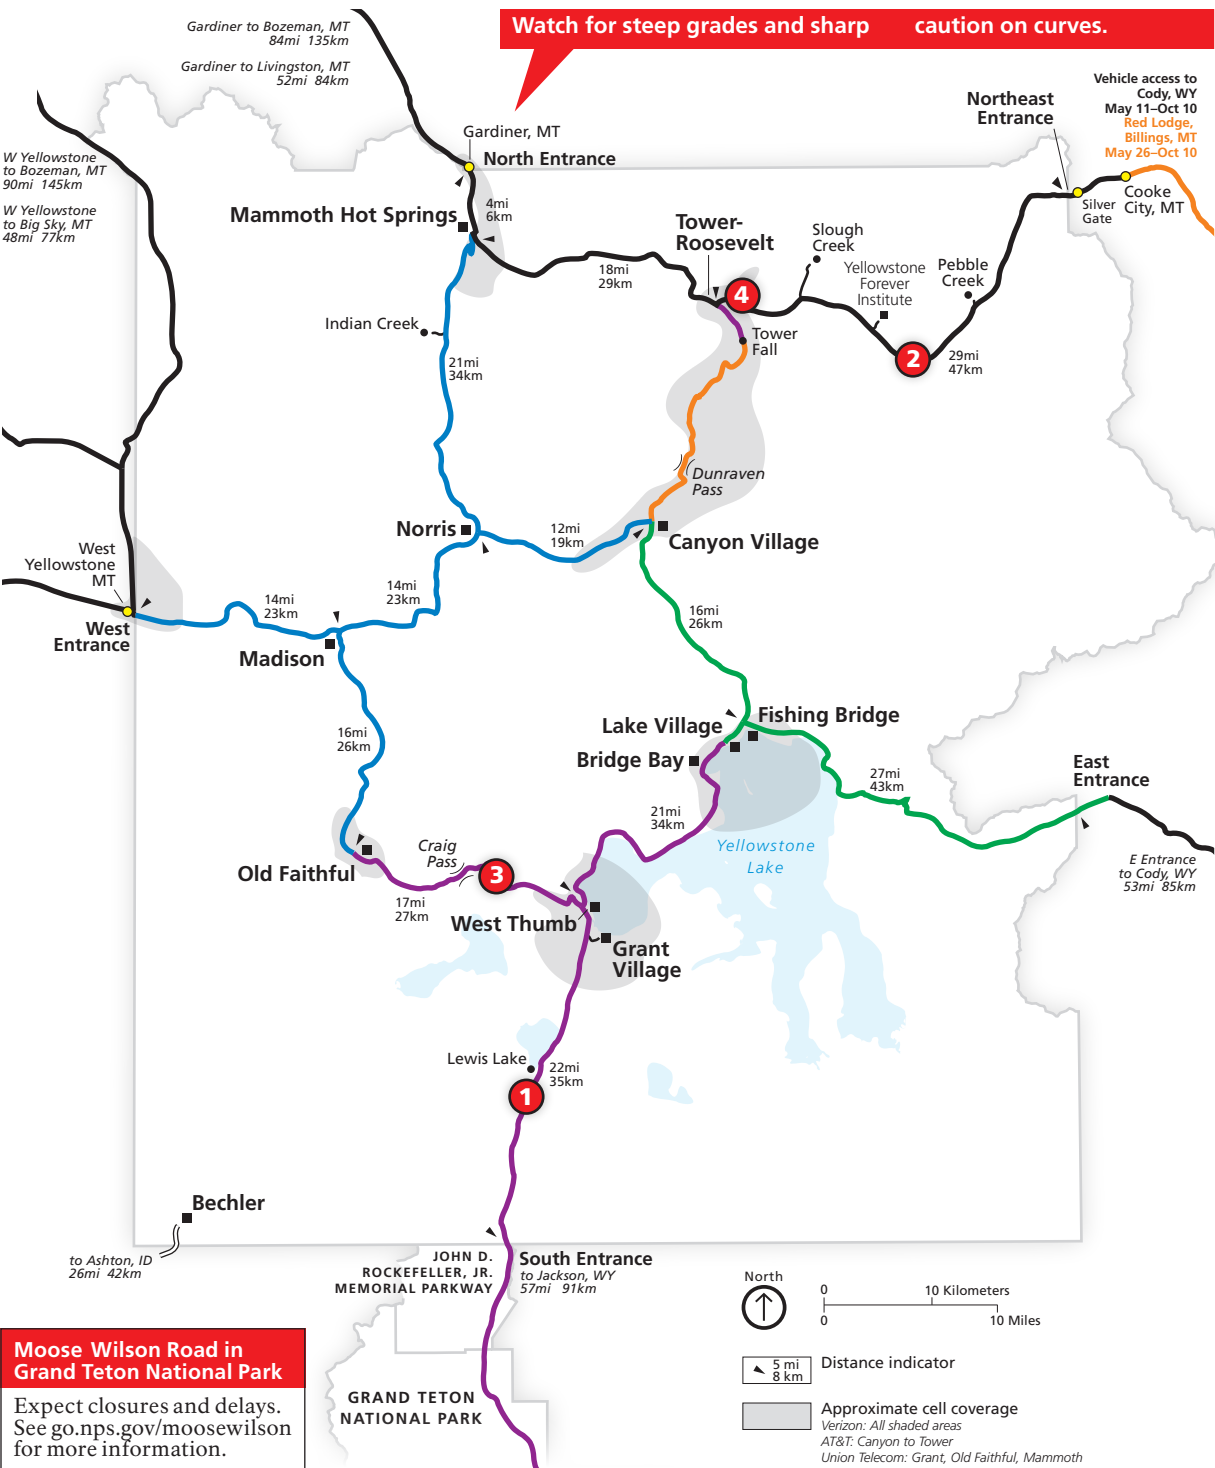 Watch for steep grades and sharp caution on curves.
Gardiner to Bozeman, MT
84mi 135km
Gardiner to Livingston, MT
52mi 84km
Vehicle access to
Cody, WY
May 11–Oct 10
Red Lodge,
Billings, MT
May 26–Oct 10
Northeast
Entrance
Gardiner, MT
North Entrance
W Yellowstone
to Bozeman, MT
90mi 145km
W Yellowstone
to Big Sky, MT
48mi 77km
4mi
6km
Mammoth Hot Springs
Silver
Gate
Cooke
City, MT
Tower-
Roosevelt
Slough
Creek
Yellowstone
Forever
Institute
Pebble
Creek
18mi
29km
4
Indian Creek
Tower
Fall
2
29mi
47km
21mi
34km
Dunraven
Pass
Norris
12mi
19km
Canyon Village
West
Yellowstone
MT
14mi
23km
14mi
23km
16mi
26km
West
Entrance
Madison
Lake Village
Fishing Bridge
Bridge Bay
16mi
26km
East
Entrance
27mi
43km
21mi
34km
Yellowstone
Lake
Craig
Pass
E Entrance
to Cody, WY
53mi 85km
Old Faithful
3
17mi
27km
West Thumb
Grant
Village
Lewis Lake
22mi
35km
1
Bechler
to Ashton, ID
26mi 42km
JOHN D.
ROCKEFELLER, JR.
MEMORIAL PARKWAY
South Entrance
to Jackson, WY
57mi 91km
North
0 10 Kilometers
0 10 Miles
Moose Wilson Road in
Grand Teton National Park
Expect closures and delays.
See go.nps.gov/moosewilson
for more information.
GRAND TETON
NATIONAL PARK
5 mi
8 km
Distance indicator
Approximate cell coverage
Verizon: All shaded areas
AT&T: Canyon to Tower
Union Telecom: Grant, Old Faithful, Mammoth